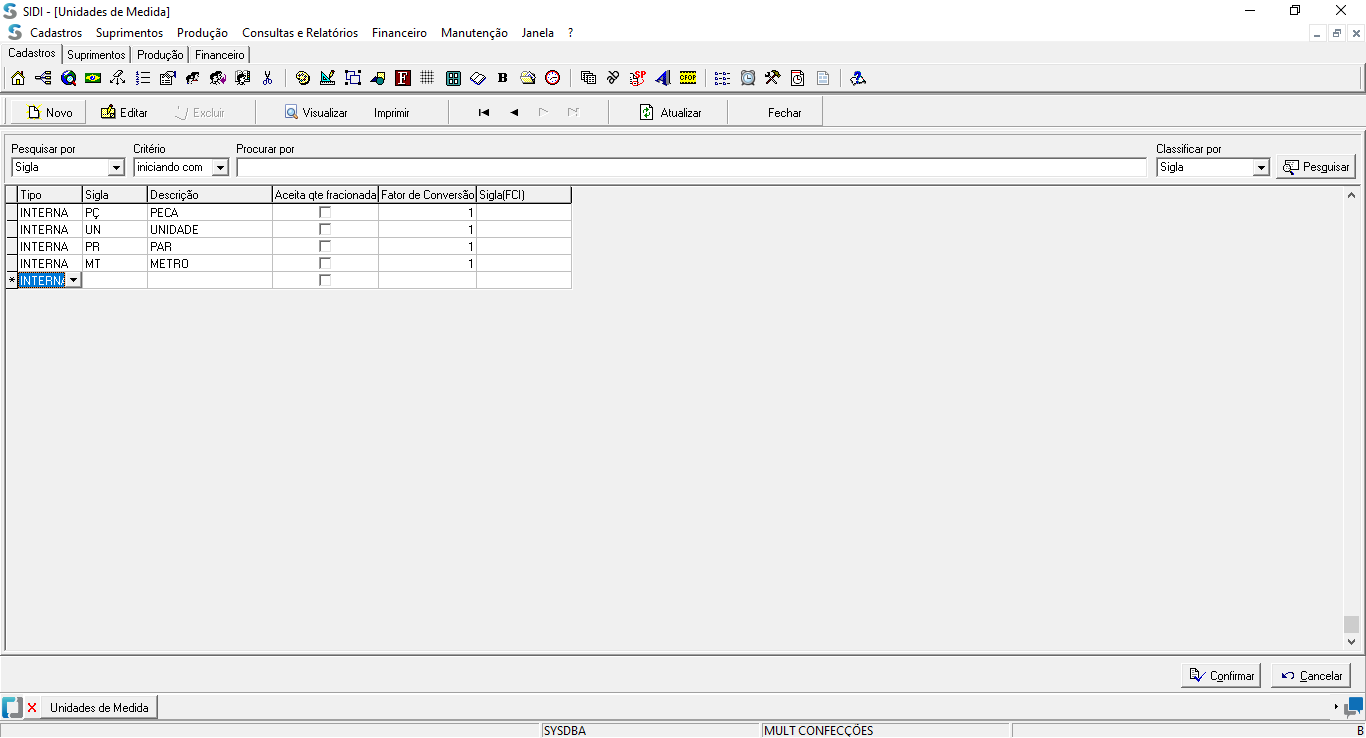 SIDI - [Unidades de Medida]
Cadastros Suprimentos Produção Consultas e Relatórios Financeiro Manutenção Janela ?
Cadastros Suprimentos Produção Financeiro
F B SP CFOP
Novo Editar Excluir Visualizar Imprimir Atualizar Fechar
Pesquisar por Critério Procurar por Classificar por
Sigla iniciando com Sigla Pesquisar
Tipo Sigla Descrição Aceita qte fracionada Fator de Conversão Sigla(FCI)
INTERNA PÇ PECA 1
INTERNA UN UNIDADE 1
INTERNA PR PAR 1
INTERNA MT METRO 1
* INTERNA
Confirmar Cancelar
Unidades de Medida
SYSDBA MULT CONFECÇÕES B